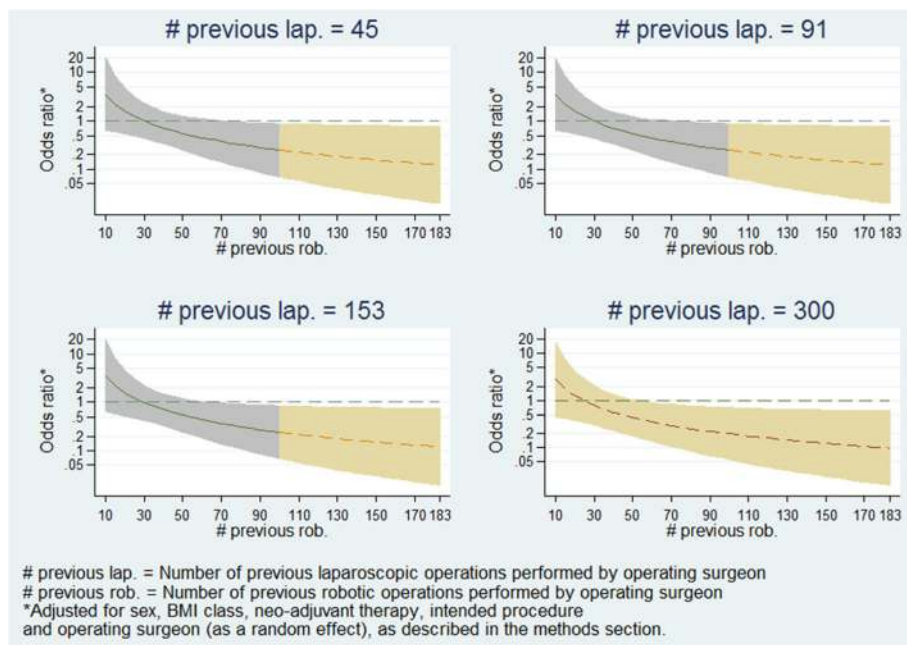 # previous lap. = 45
20
10
5
2
1
.5
.2
.1
.05
Odds ratio*
10 30 50 70 90 110 130 150 170 183
# previous rob.
# previous lap. = 91
20
10
5
2
1
.5
.2
.1
.05
Odds ratio*
10 30 50 70 90 110 130 150 170 183
# previous rob.
# previous lap. = 153
20
10
5
2
1
.5
.2
.1
.05
Odds ratio*
10 30 50 70 90 110 130 150 170 183
# previous rob.
# previous lap. = 300
20
10
5
2
1
.5
.2
.1
.05
Odds ratio*
10 30 50 70 90 110 130 150 170 183
# previous rob.
# previous lap. = Number of previous laparoscopic operations performed by operating surgeon
# previous rob. = Number of previous robotic operations performed by operating surgeon
*Adjusted for sex, BMI class, neo-adjuvant therapy, intended procedure
and operating surgeon (as a random effect), as described in the methods section.